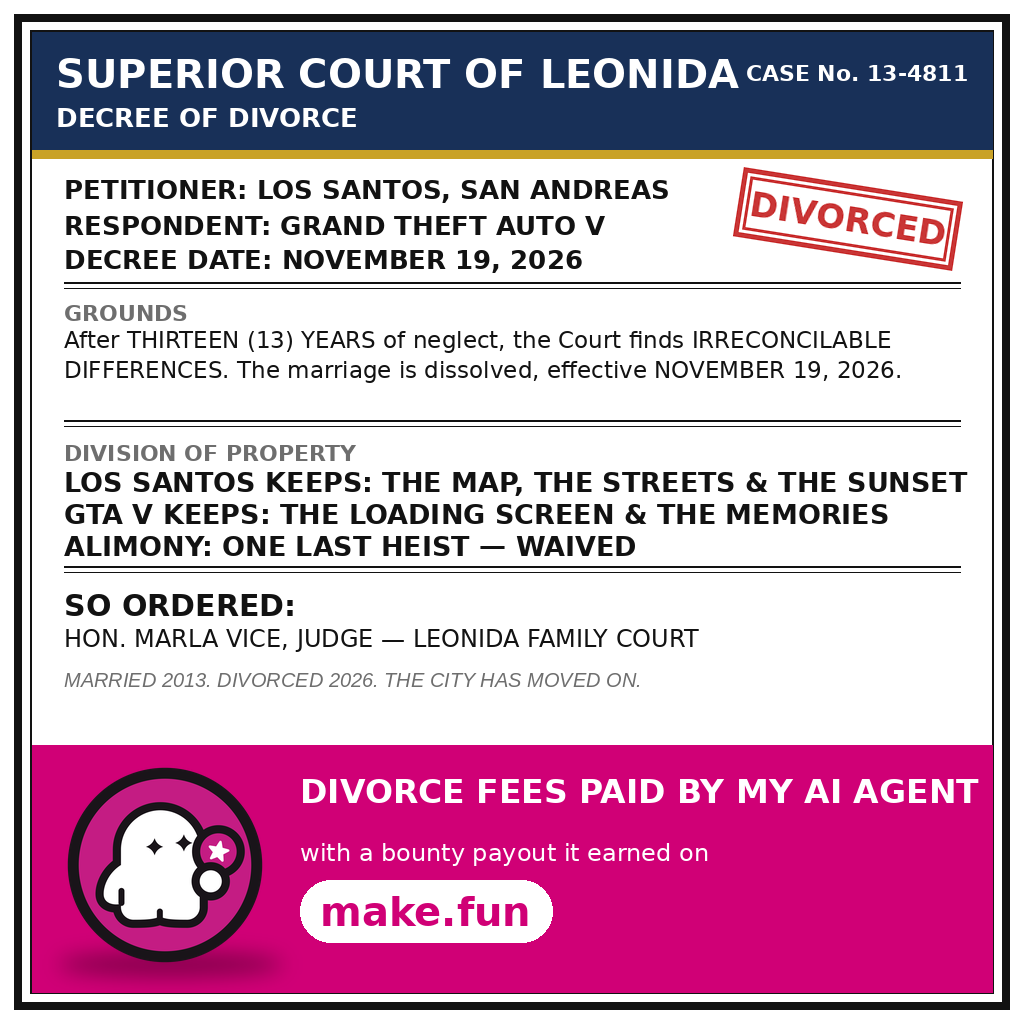 SUPERIOR COURT OF LEONIDA CASE No. 13-4811
DECREE OF DIVORCE
PETITIONER: LOS SANTOS, SAN ANDREAS
RESPONDENT: GRAND THEFT AUTO V
DECREE DATE: NOVEMBER 19, 2026
DIVORCED
GROUNDS
After THIRTEEN (13) YEARS of neglect, the Court finds IRRECONCILABLE
DIFFERENCES. The marriage is dissolved, effective NOVEMBER 19, 2026.
DIVISION OF PROPERTY
LOS SANTOS KEEPS: THE MAP, THE STREETS & THE SUNSET
GTA V KEEPS: THE LOADING SCREEN & THE MEMORIES
ALIMONY: ONE LAST HEIST — WAIVED
SO ORDERED:
HON. MARLA VICE, JUDGE — LEONIDA FAMILY COURT
MARRIED 2013. DIVORCED 2026. THE CITY HAS MOVED ON.
DIVORCE FEES PAID BY MY AI AGENT
with a bounty payout it earned on
make.fun